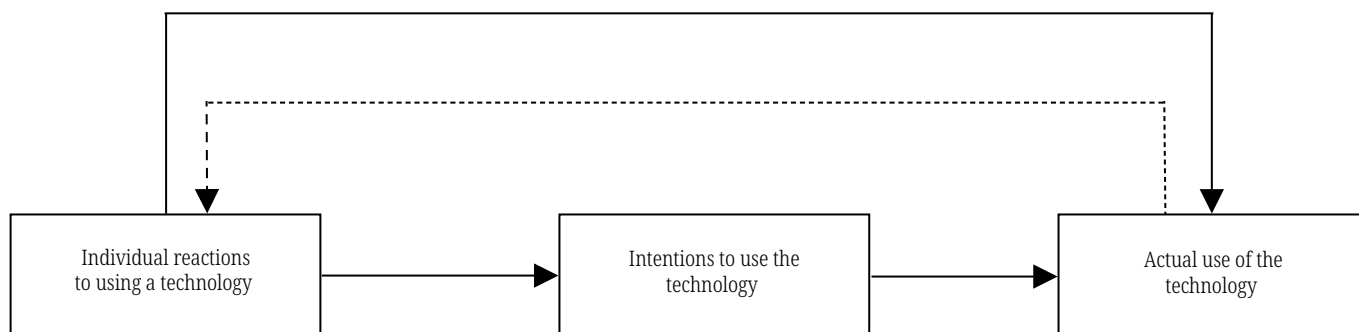 Individual reactions
to using a technology
Intentions to use the
technology
Actual use of the
technology